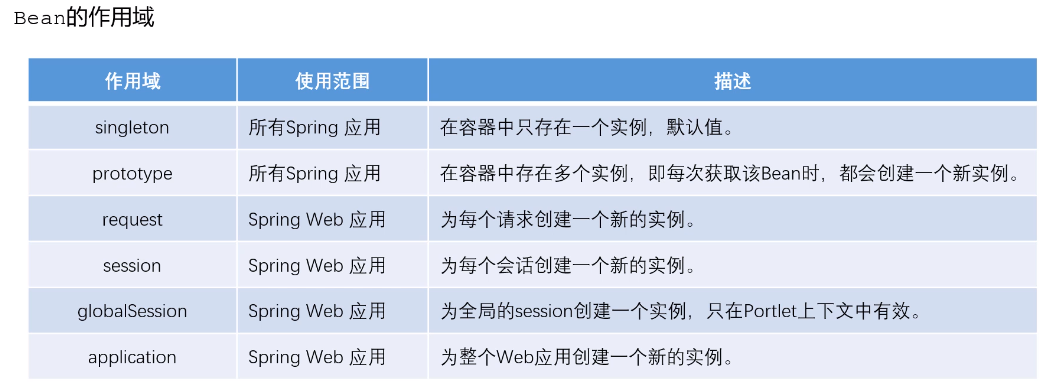 Bean的作用域
作用域 使用范围 描述
singleton 所有Spring 应用 在容器中只存在一个实例，默认值。
prototype 所有Spring 应用 在容器中存在多个实例，即每次获取该Bean时，都会创建一个新实例。
request Spring Web 应用 为每个请求创建一个新的实例。
session Spring Web 应用 为每个会话创建一个新的实例。
globalSession Spring Web 应用 为全局的session创建一个实例，只在Portlet上下文中有效。
application Spring Web 应用 为整个Web应用创建一个新的实例。